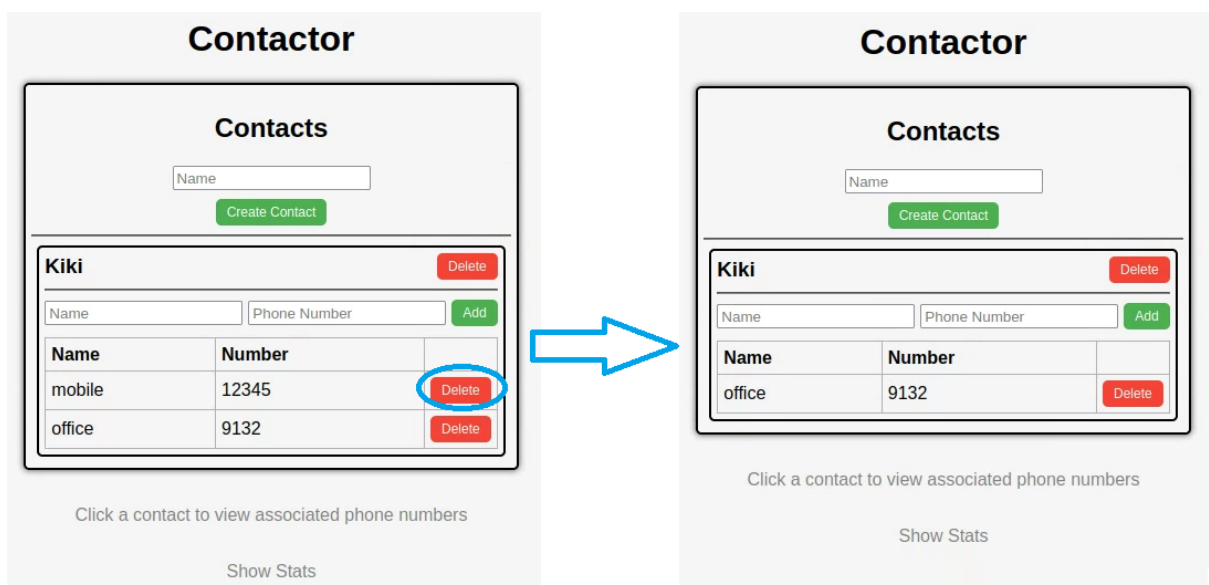 Contactor
Contacts
Name
Create Contact
Kiki Delete
Name Phone Number Add
Name Number
mobile 12345 Delete
office 9132 Delete
Click a contact to view associated phone numbers
Show Stats
Contactor
Contacts
Name
Create Contact
Kiki Delete
Name Phone Number Add
Name Number
office 9132 Delete
Click a contact to view associated phone numbers
Show Stats